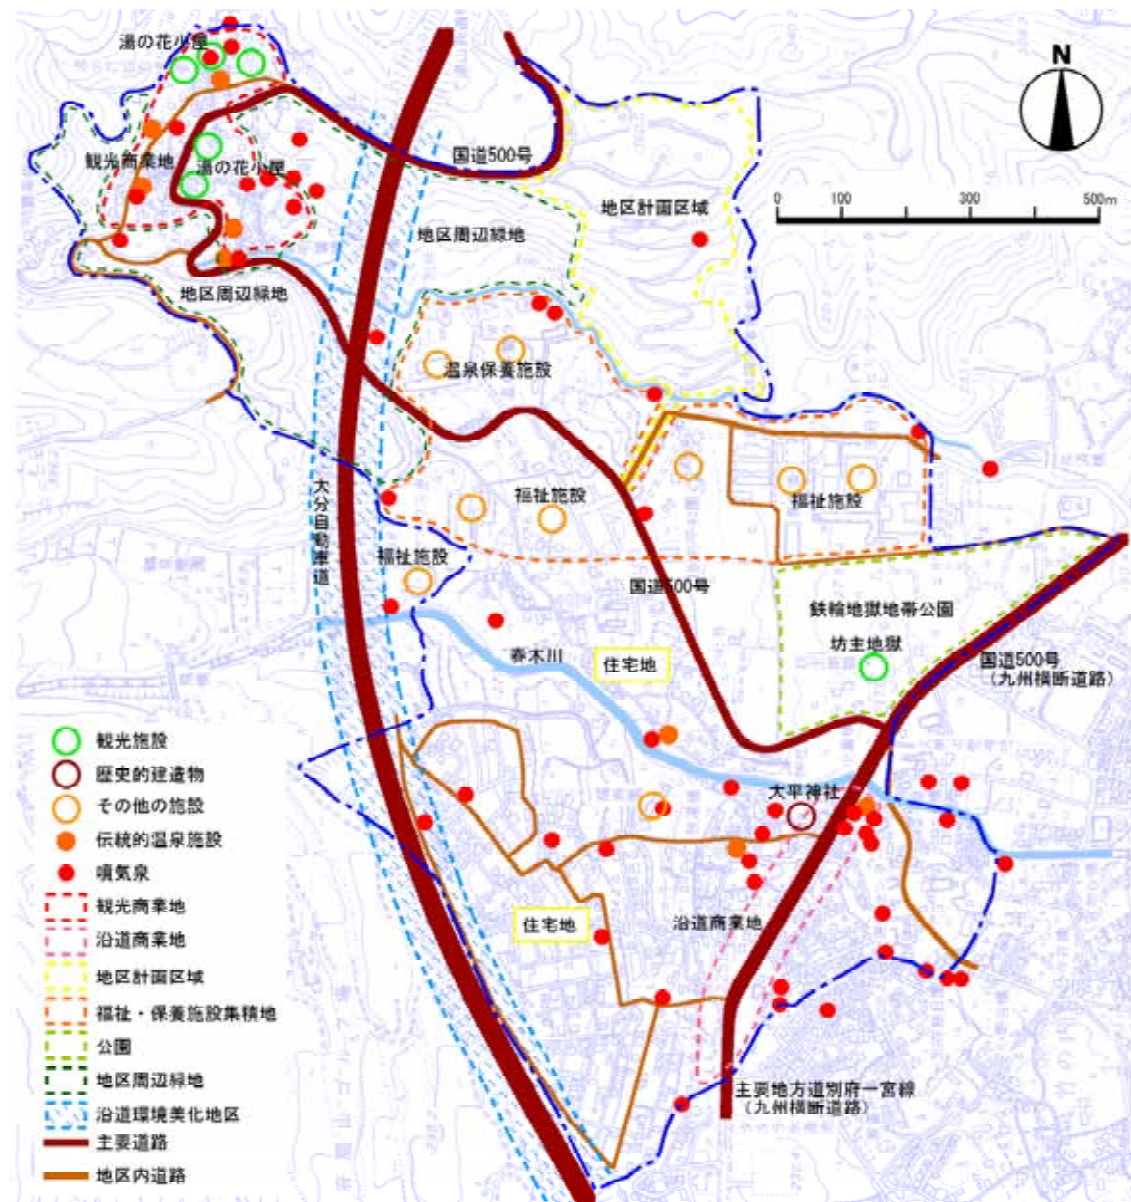 湯の花小屋
N
国道500号
観光商業地
湯の花小屋
地区計画区域
0 100 300 500m
地区周辺緑地
地区周辺緑地
温泉保養施設
大分自動車道
福祉施設
福祉施設
福祉施設
国道500号
鉄輪地獄地帯公園
坊主地獄
春木川
住宅地
国道500号
（九州横断道路）
大平神社
住宅地
沿道商業地
主要地方道別府一宮線
（九州横断道路）
観光施設
歴史的建造物
その他の施設
伝統的温泉施設
噴気泉
観光商業地
沿道商業地
地区計画区域
福祉・保養施設集積地
公園
地区周辺緑地
沿道環境美化地区
主要道路
地区内道路